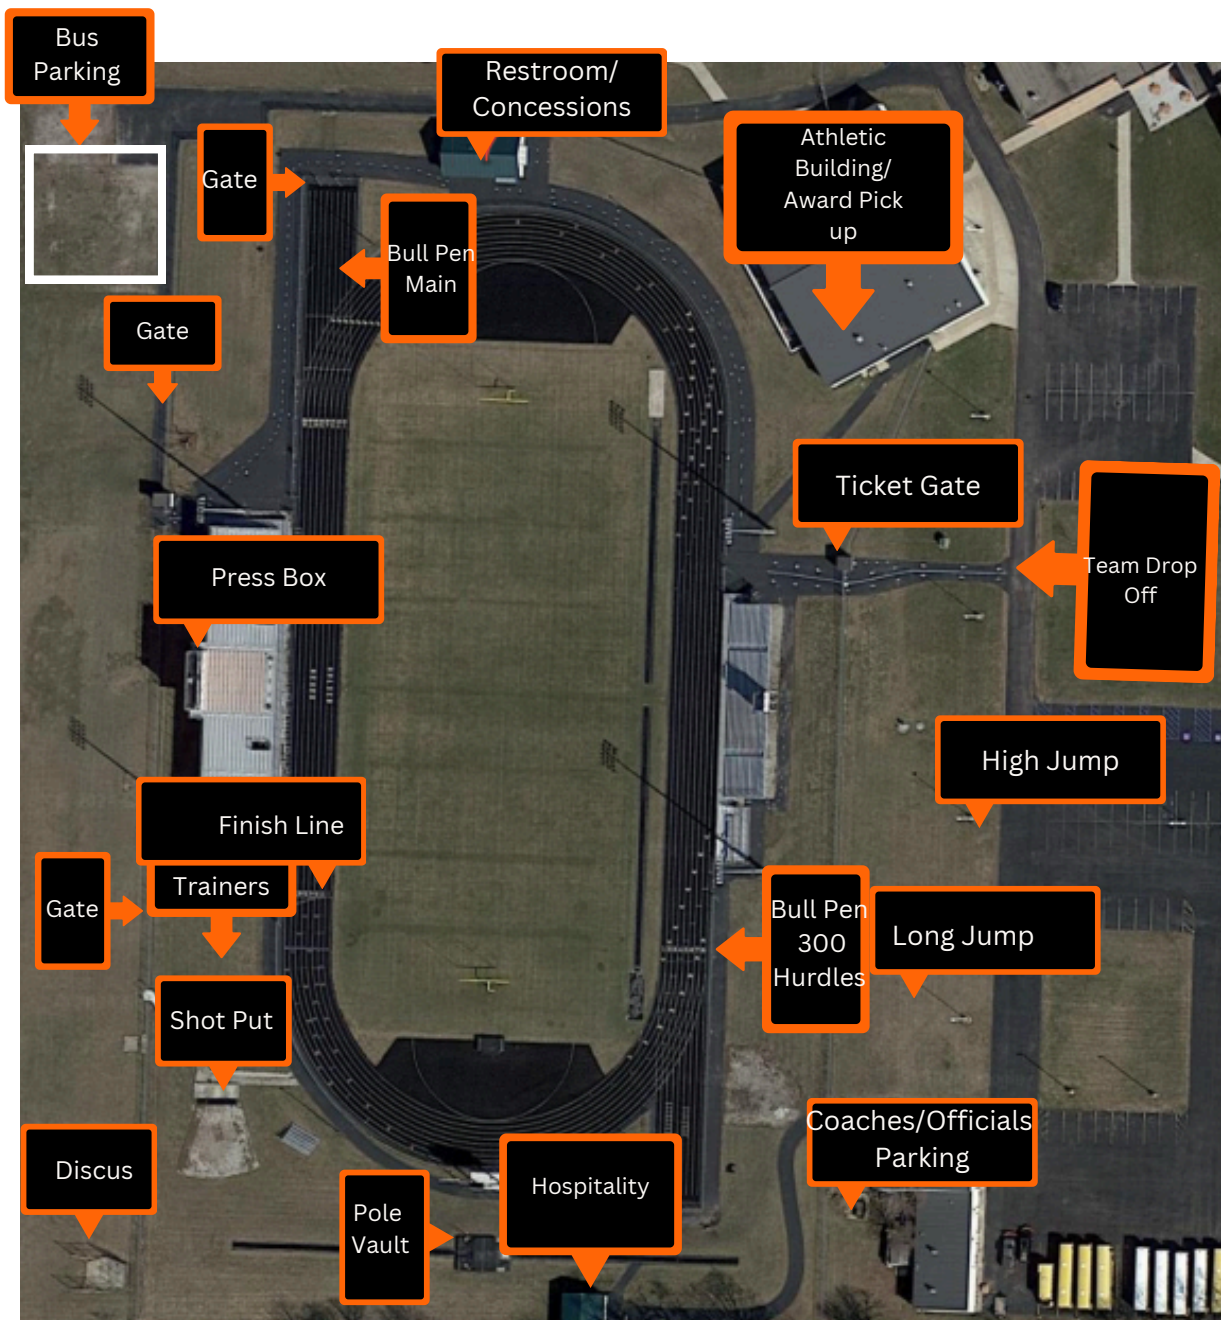 Bus
Parking
Restroom/
Concessions
Athletic
Building/
Award Pick
up
Gate
Bull Pen
Main
Gate
Ticket Gate
Team Drop
Off
Press Box
High Jump
Finish Line
Trainers
Gate
Bull Pen
300
Hurdles
Long Jump
Shot Put
Coaches/Officials
Parking
Discus
Hospitality
Pole
Vault